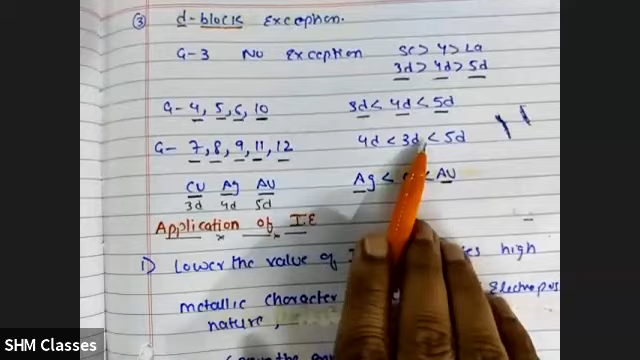 ③ d-block Exception.
G-3 No Exception Sc > Y > La
3d > 4d > 5d
G-4, 5, 6, 10 3d < 4d < 5d
G-7, 8, 9, 11, 12 4d < 3d < 5d
CU Ag AU Ag < < AU
3d 4d 5d
Application of IE
1) Lower the value of high
metallic character Electropos
nature,
SHM Classes